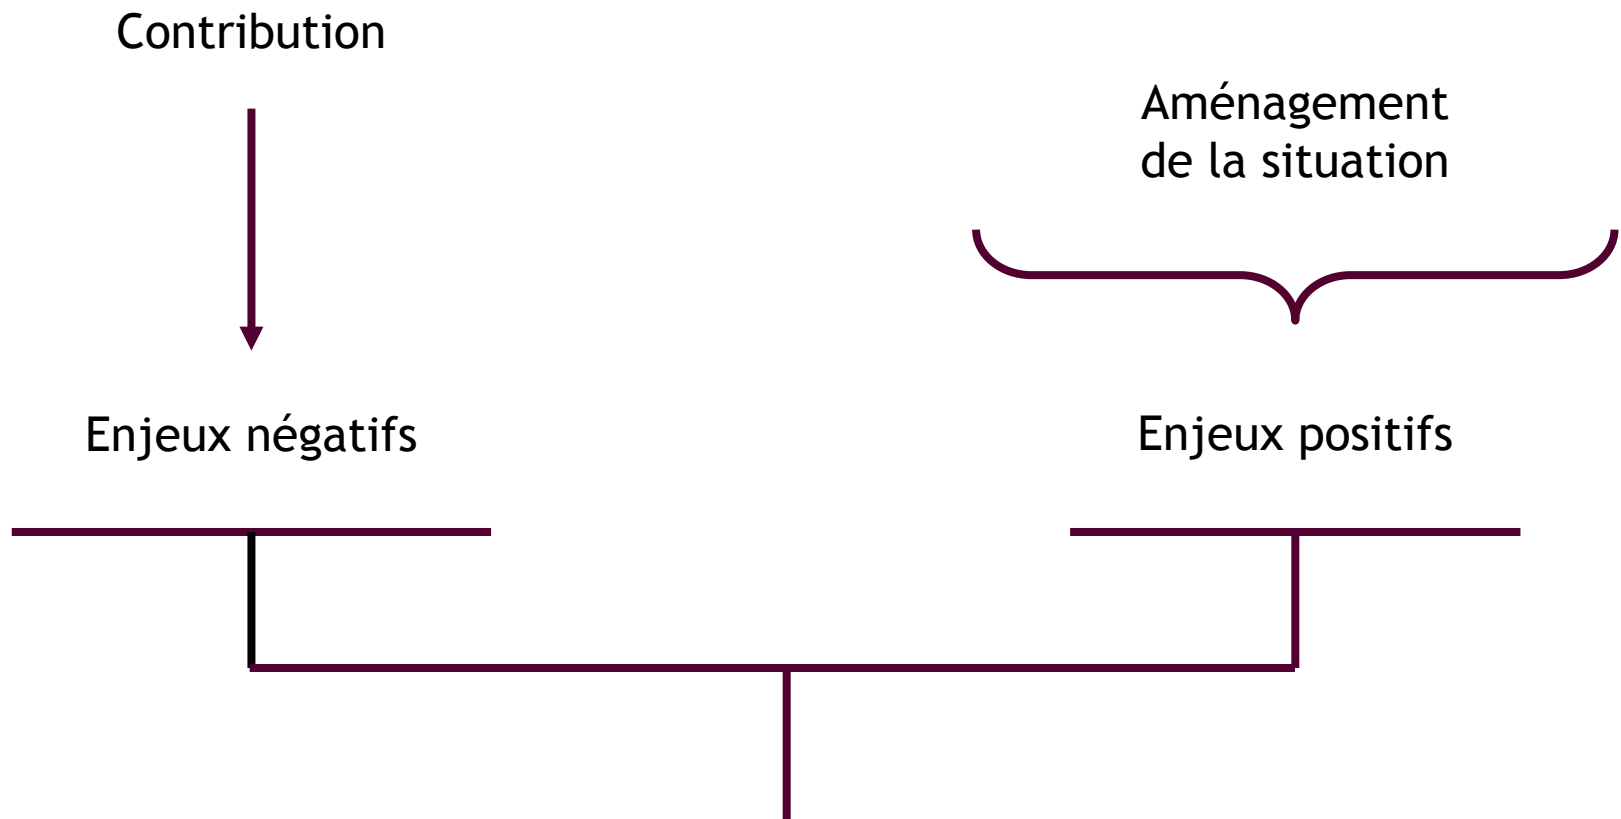 Contribution
Aménagement
de la situation
Enjeux négatifs
Enjeux positifs